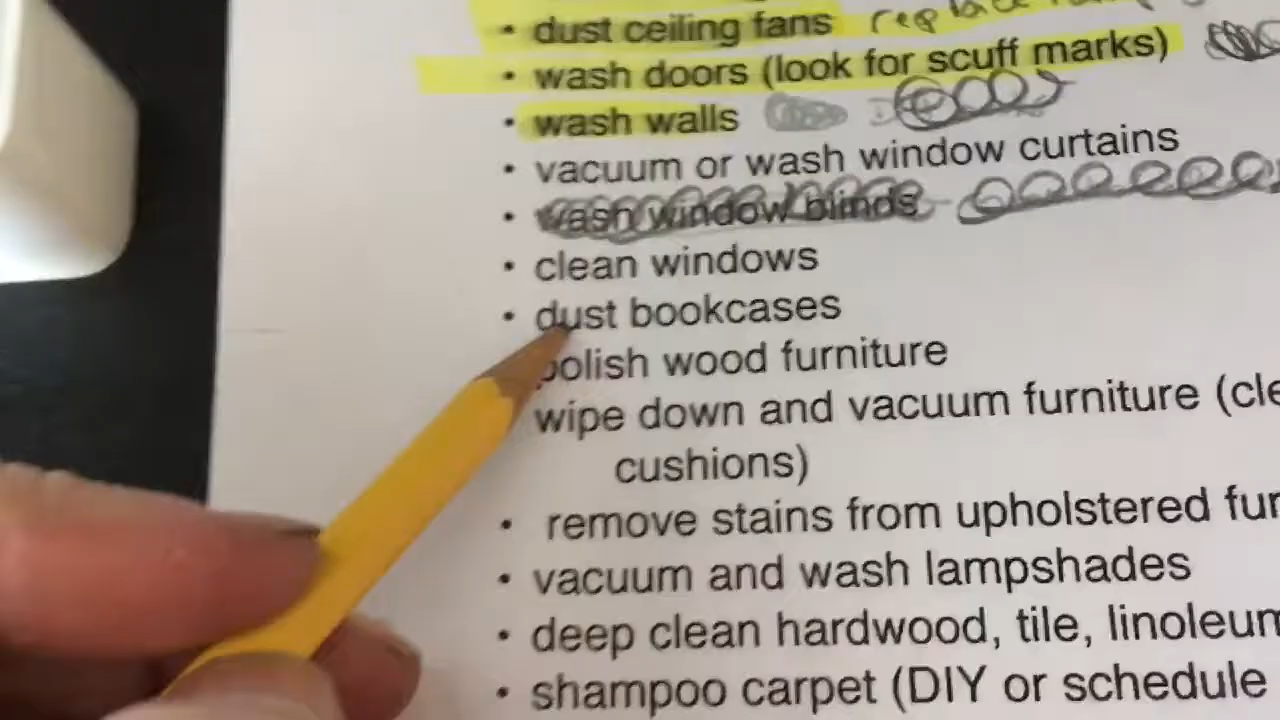 • dust ceiling fans replace
• wash doors (look for scuff marks)
• wash walls
• vacuum or wash window curtains
• wash window blinds
• clean windows
• dust bookcases
polish wood furniture
wipe down and vacuum furniture (cle
cushions)
• remove stains from upholstered fur
• vacuum and wash lampshades
• deep clean hardwood, tile, linoleum
• shampoo carpet (DIY or schedule